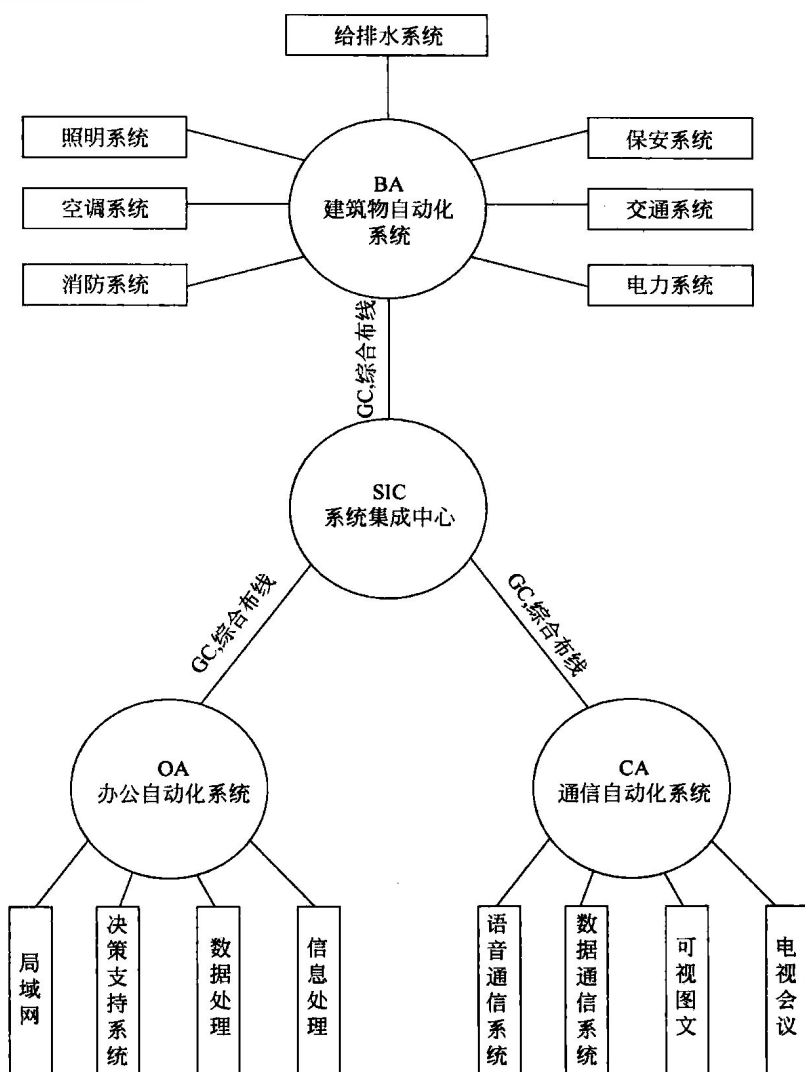 给排水系统
照明系统
保安系统
BA
建筑物自动化
系统
空调系统
交通系统
消防系统
电力系统
GC,综合布线
SIC
系统集成中心
GC,综合布线
GC,综合布线
OA
办公自动化系统
CA
通信自动化系统
局域网
决策支持系统
数据处理
信息处理
语音通信系统
数据通信系统
可视图文
电视会议